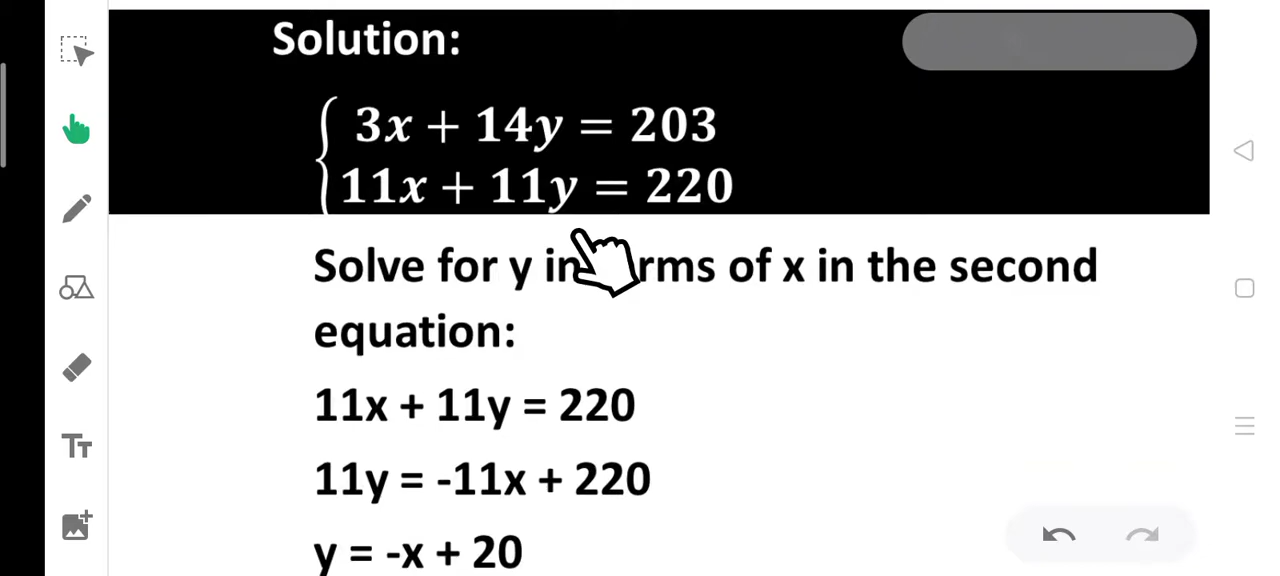 Solution:
3x + 14y = 203
11x + 11y = 220
Solve for y in rms of x in the second
equation:
11x + 11y = 220
11y = -11x + 220
y = -x + 20
TT